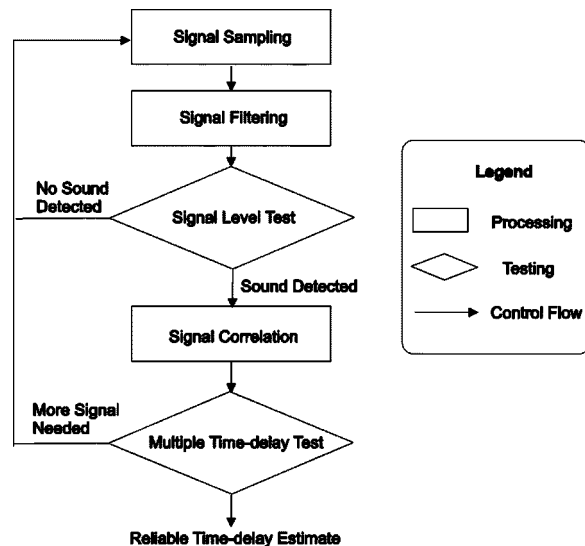 Signal Sampling
Signal Filtering
No Sound
Detected
Signal Level Test
Sound Detected
Signal Correlation
More Signal
Needed
Multiple Time-delay Test
Reliable Time-delay Estimate
Legend
Processing
Testing
Control Flow